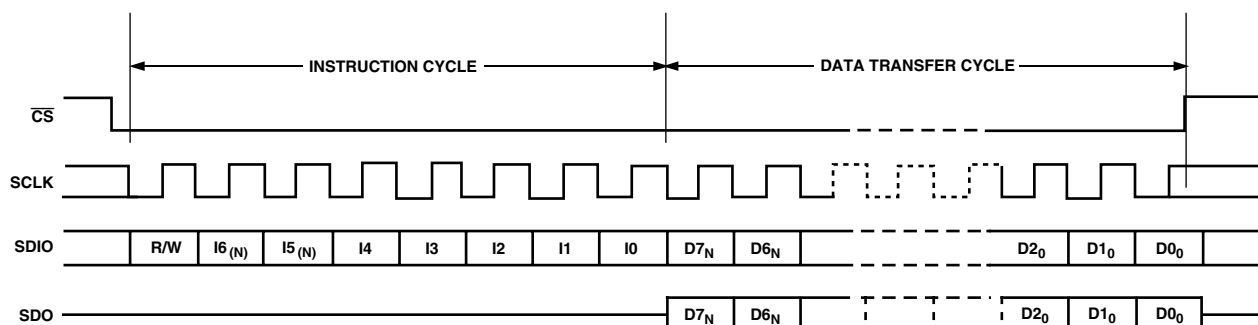 INSTRUCTION CYCLE DATA TRANSFER CYCLE
CS
SCLK
SDIO R/W I6(N) I5(N) I4 I3 I2 I1 I0 D7N D6N D20 D10 D00
SDO D7N D6N D20 D10 D00